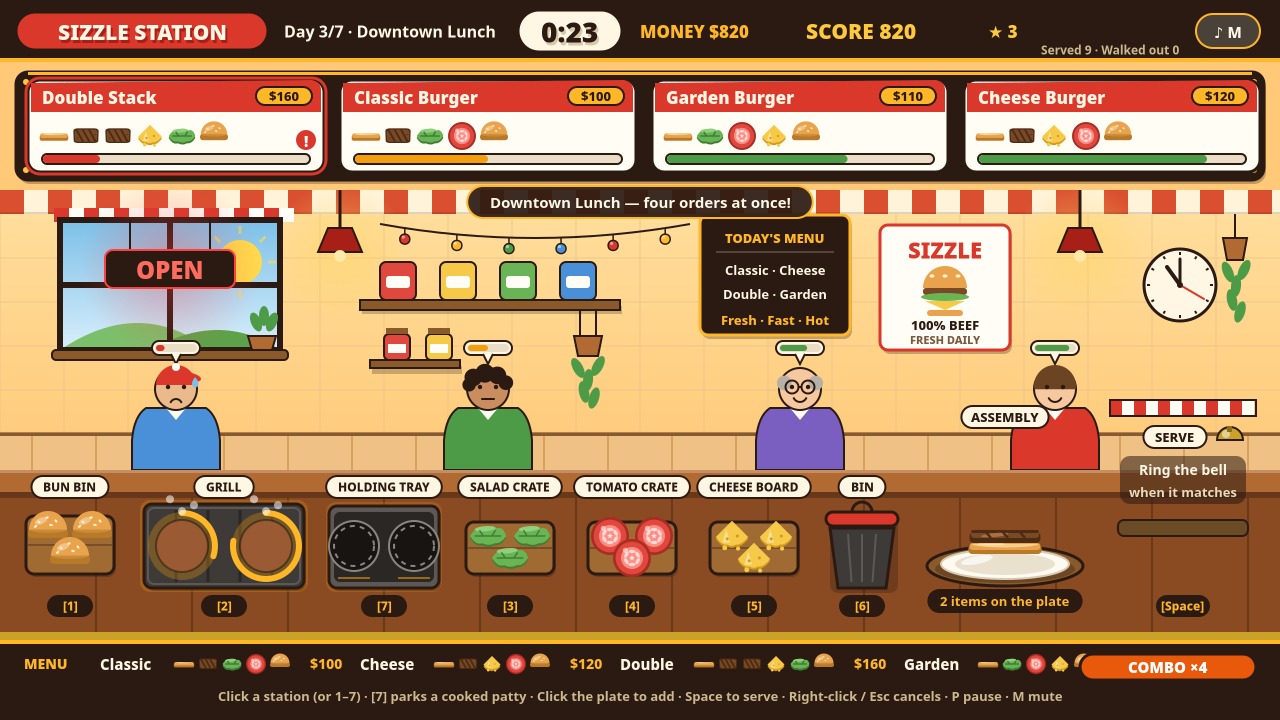 SIZZLE STATION
Day 3/7 · Downtown Lunch
0:23
MONEY $820
SCORE 820
★ 3
Served 9 · Walked out 0
♪ M
Double Stack
$160
!
Classic Burger
$100
Garden Burger
$110
Cheese Burger
$120
Downtown Lunch — four orders at once!
OPEN
TODAY'S MENU
Classic · Cheese
Double · Garden
Fresh · Fast · Hot
SIZZLE
100% BEEF
FRESH DAILY
ASSEMBLY
SERVE
Ring the bell
when it matches
BUN BIN
GRILL
HOLDING TRAY
SALAD CRATE
TOMATO CRATE
CHEESE BOARD
BIN
[1]
[2]
[7]
[3]
[4]
[5]
[6]
2 items on the plate
[Space]
MENU
Classic
$100
Cheese
$120
Double
$160
Garden
COMBO ×4
Click a station (or 1–7) · [7] parks a cooked patty · Click the plate to add · Space to serve · Right-click / Esc cancels · P pause · M mute